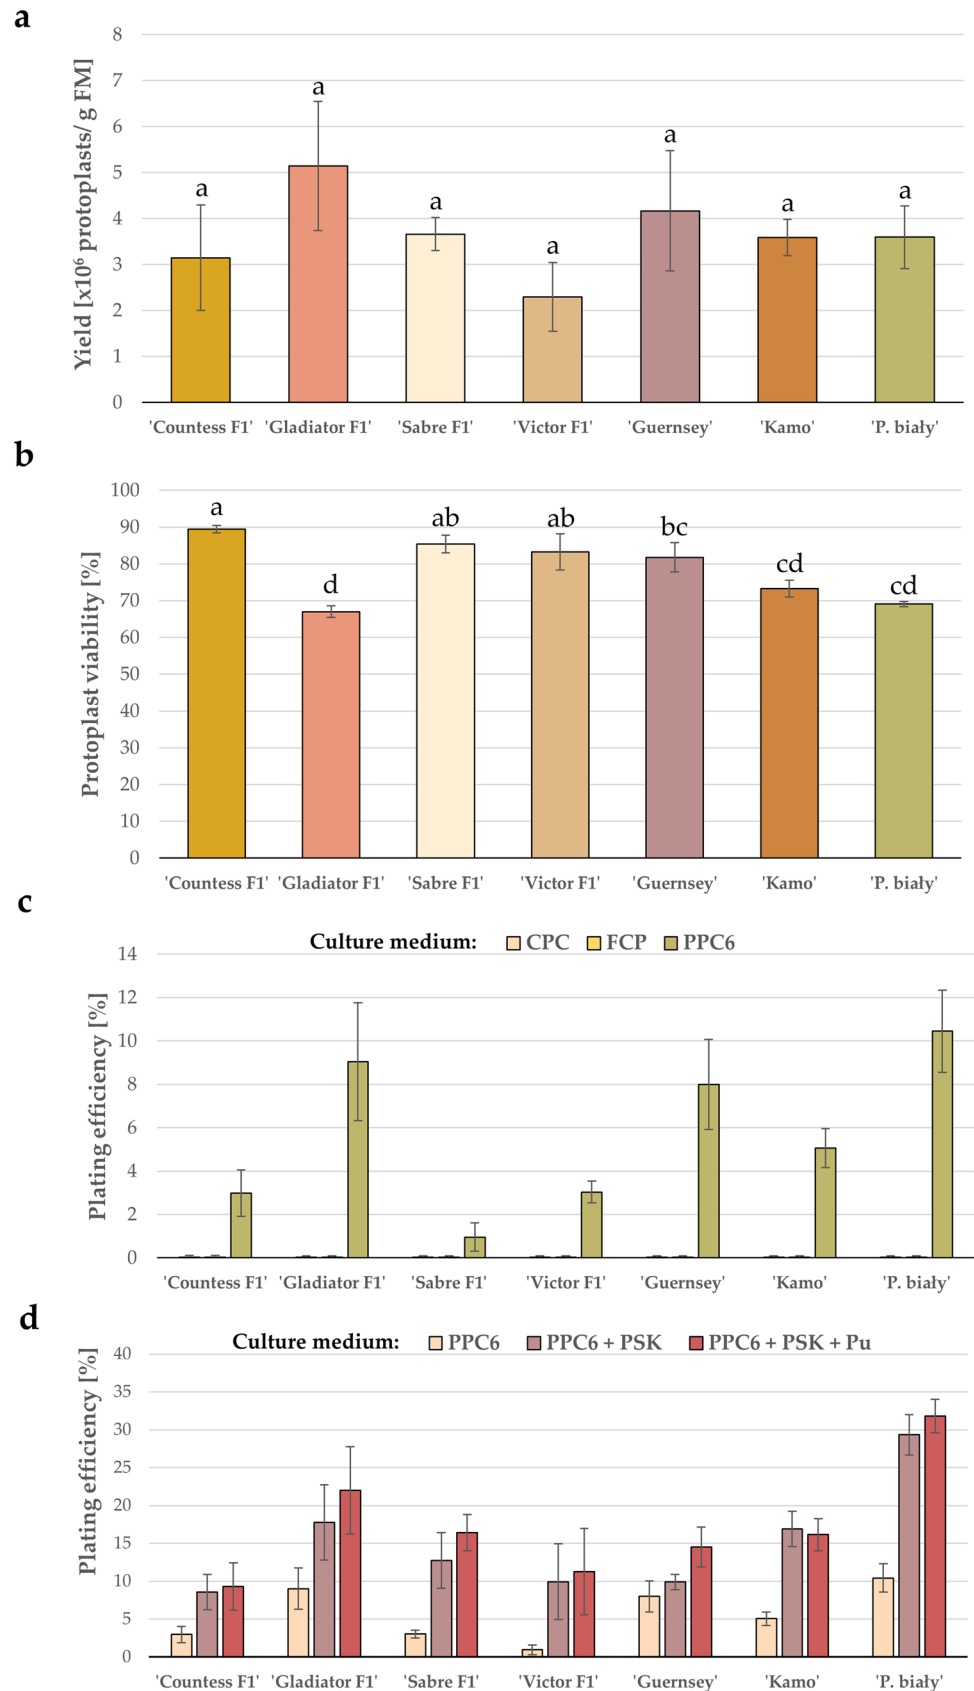 a
Yield [x10⁶ protoplasts/ g FM]
8
7
6
5
4
3
2
1
0
a
a
a
a
a
a
a
'Countess F1' 'Gladiator F1' 'Sabre F1' 'Victor F1' 'Guernsey' 'Kamo' 'P. biały'
b
Protoplast viability [%]
100
90
80
70
60
50
40
30
20
10
0
a
d
ab
ab
bc
cd
cd
'Countess F1' 'Gladiator F1' 'Sabre F1' 'Victor F1' 'Guernsey' 'Kamo' 'P. biały'
c
Culture medium: CPC FCP PPC6
Plating efficiency [%]
14
12
10
8
6
4
2
0
'Countess F1' 'Gladiator F1' 'Sabre F1' 'Victor F1' 'Guernsey' 'Kamo' 'P. biały'
d
Culture medium: PPC6 PPC6 + PSK PPC6 + PSK + Pu
Plating efficiency [%]
40
35
30
25
20
15
10
5
0
'Countess F1' 'Gladiator F1' 'Sabre F1' 'Victor F1' 'Guernsey' 'Kamo' 'P. biały'